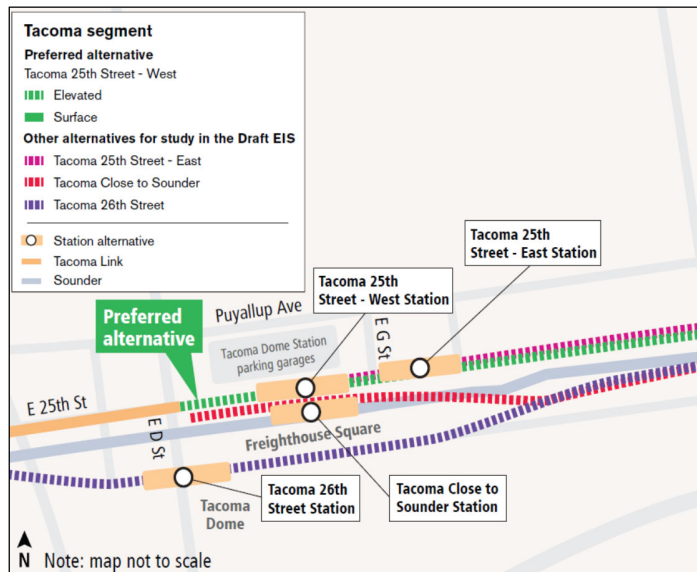 Tacoma segment
Preferred alternative
Tacoma 25th Street - West
Elevated
Surface
Other alternatives for study in the Draft EIS
Tacoma 25th Street - East
Tacoma Close to Sounder
Tacoma 26th Street
Station alternative
Tacoma Link
Sounder
Tacoma 25th
Street - East Station
Tacoma 25th
Street - West Station
Preferred
alternative
Puyallup Ave
E G St
Tacoma Dome Station
parking garages
E 25th St
E D St
Freighthouse Square
Tacoma 26th
Street Station
Tacoma Close to
Sounder Station
Tacoma
Dome
N Note: map not to scale